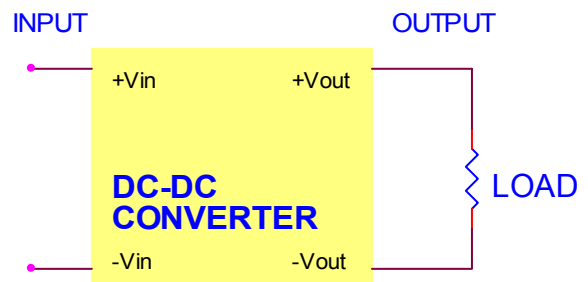 INPUT
OUTPUT
+Vin
+Vout
DC-DC
CONVERTER
LOAD
-Vin
-Vout